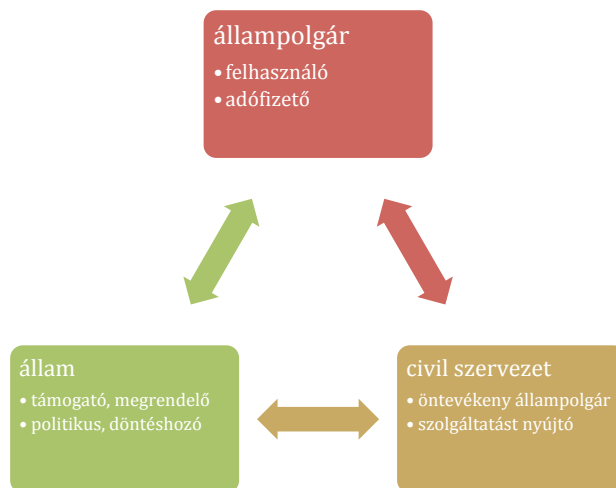 állampolgár
• felhasználó
• adófizető
állam
• támogató, megrendelő
• politikus, döntéshozó
civil szervezet
• öntevékeny állampolgár
• szolgáltatást nyújtó